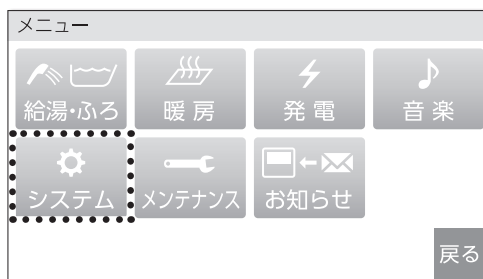 メニュー
給湯・ふろ
暖房
発電
音楽
システム
メンテナンス
お知らせ
戻る